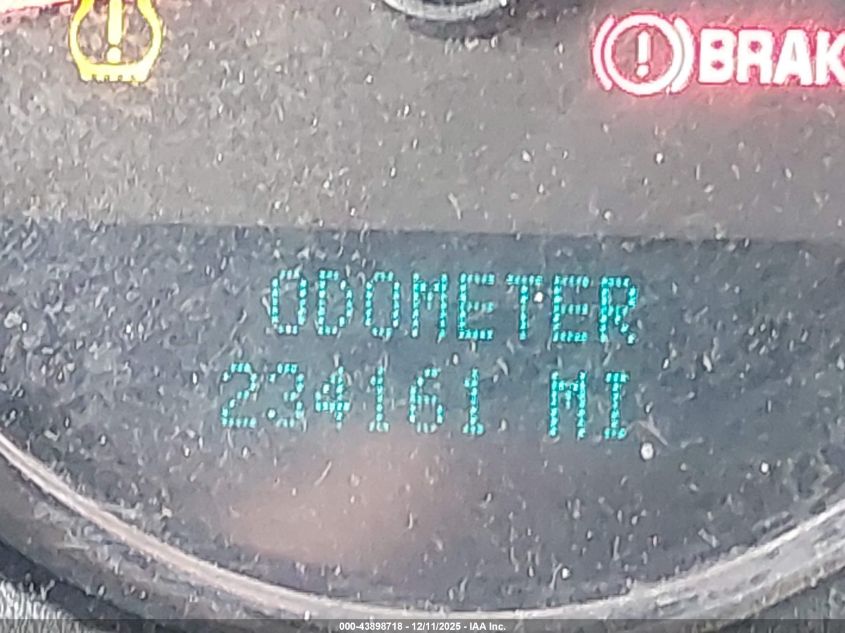 BRAK
ODOMETER
234161 MI
000-43898718 - 12/11/2025 - IAA Inc.